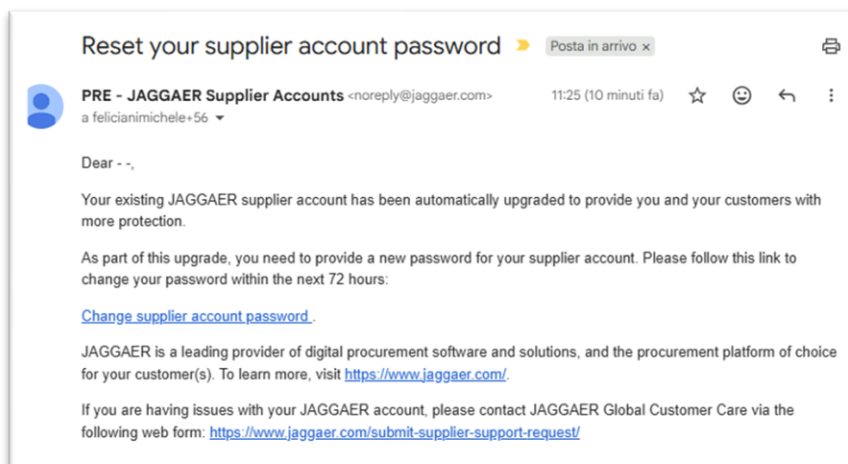 Reset your supplier account password
Posta in arrivo ×
PRE - JAGGAER Supplier Accounts <noreply@jaggaer.com>
11:25 (10 minuti fa)
a felicianimichele+56
Dear - -,
Your existing JAGGAER supplier account has been automatically upgraded to provide you and your customers with
more protection.
As part of this upgrade, you need to provide a new password for your supplier account. Please follow this link to
change your password within the next 72 hours:
Change supplier account password .
JAGGAER is a leading provider of digital procurement software and solutions, and the procurement platform of choice
for your customer(s). To learn more, visit https://www.jaggaer.com/.
If you are having issues with your JAGGAER account, please contact JAGGAER Global Customer Care via the
following web form: https://www.jaggaer.com/submit-supplier-support-request/